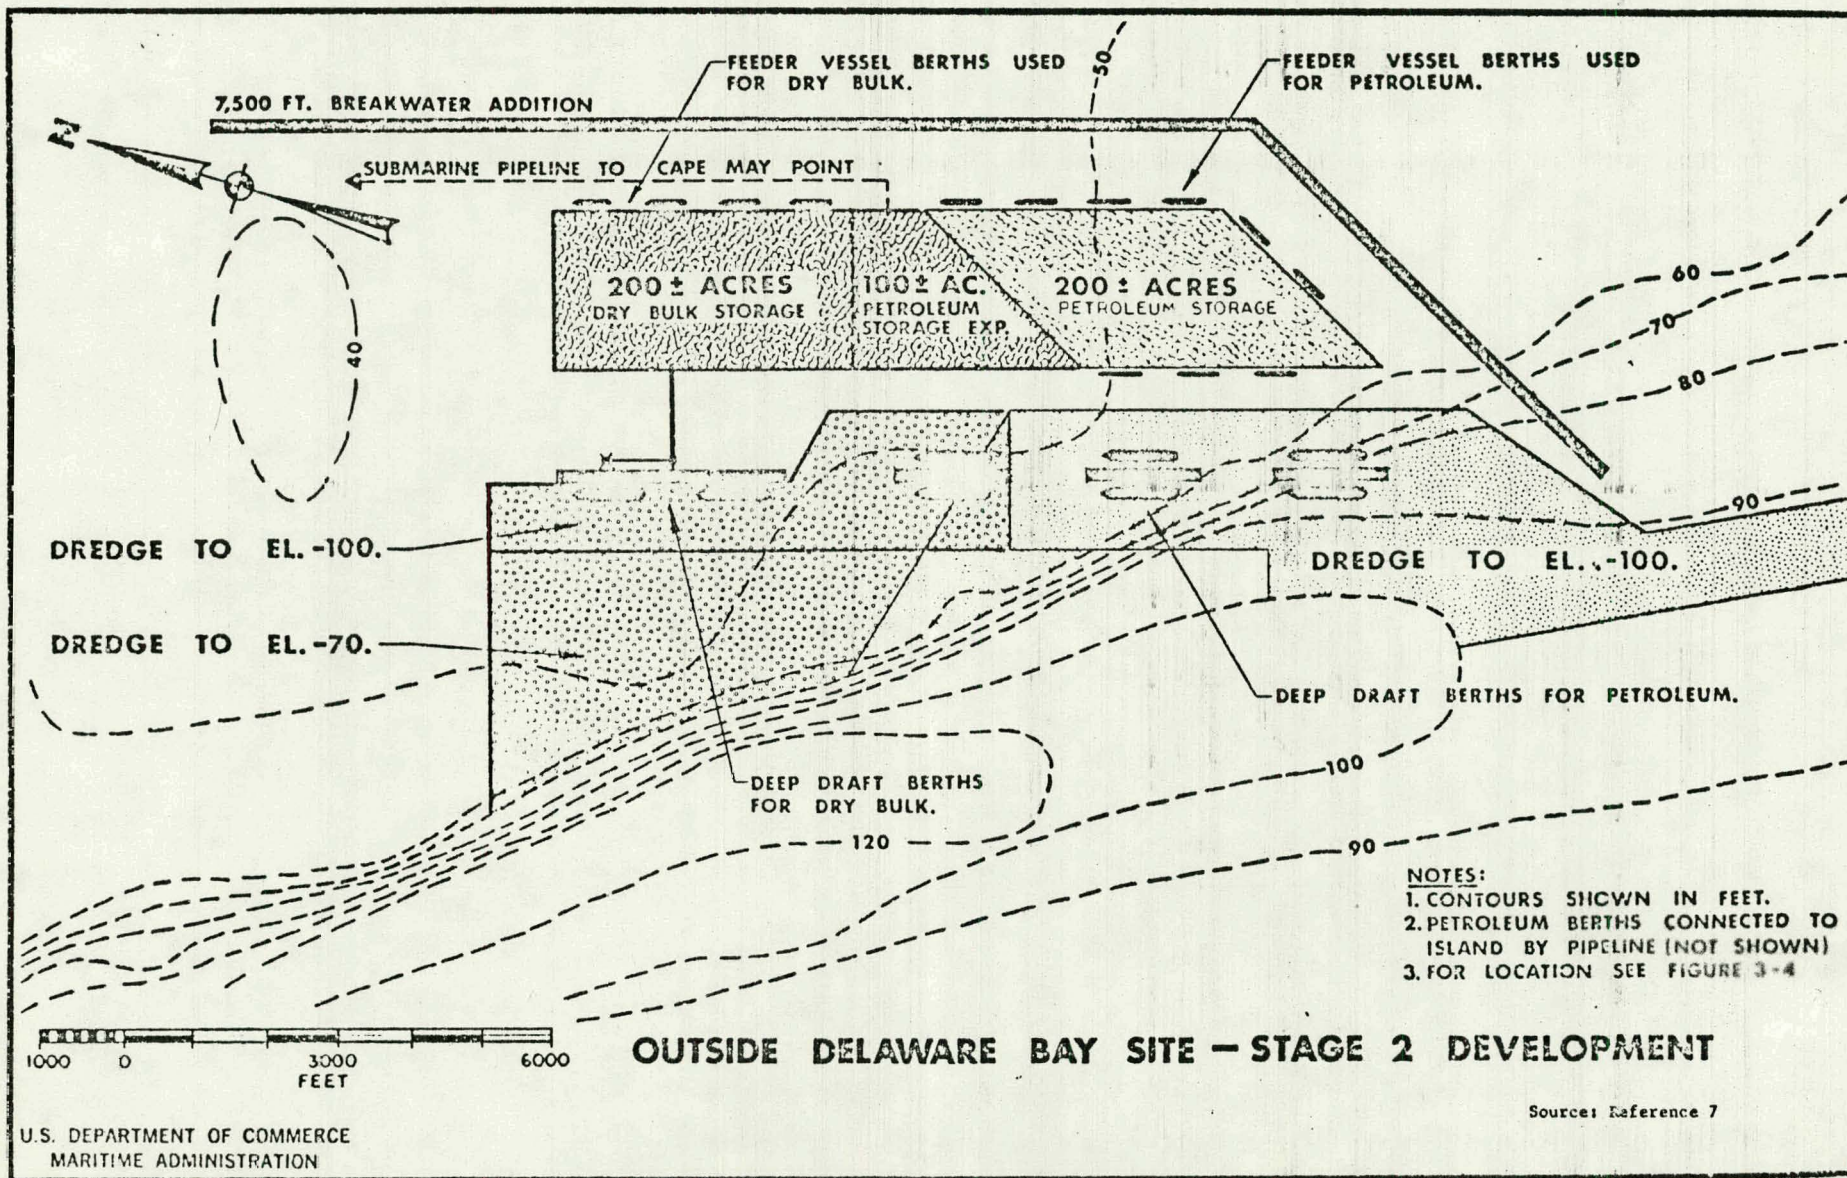 FEEDER VESSEL BERTHS USED
FOR DRY BULK.
FEEDER VESSEL BERTHS USED
FOR PETROLEUM.
7,500 FT. BREAKWATER ADDITION
N
SUBMARINE PIPELINE TO CAPE MAY POINT
50
40
60
70
80
90
200 ± ACRES
DRY BULK STORAGE
100 ± AC.
PETROLEUM
STORAGE EXP.
200 ± ACRES
PETROLEUM STORAGE
DREDGE TO EL. -100.
DREDGE TO EL. -100.
DREDGE TO EL. -70.
DEEP DRAFT BERTHS FOR PETROLEUM.
DEEP DRAFT BERTHS
FOR DRY BULK.
100
120
90
NOTES:
1. CONTOURS SHOWN IN FEET.
2. PETROLEUM BERTHS CONNECTED TO
ISLAND BY PIPELINE (NOT SHOWN)
3. FOR LOCATION SEE FIGURE 3-4
1000 0 3000 6000
FEET
OUTSIDE DELAWARE BAY SITE — STAGE 2 DEVELOPMENT
Source: Reference 7
U.S. DEPARTMENT OF COMMERCE
MARITIME ADMINISTRATION